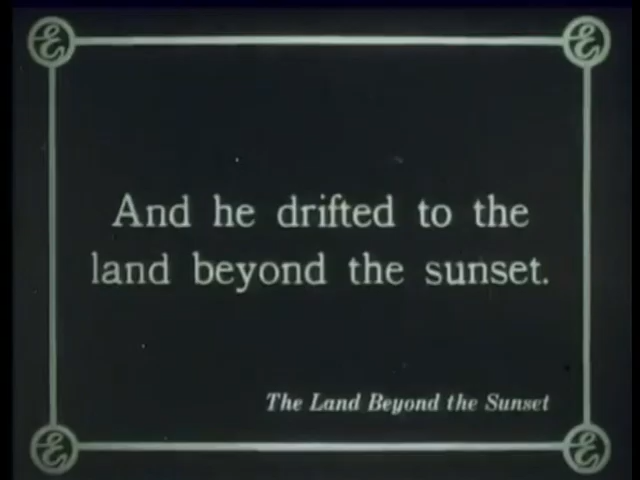 And he drifted to the
land beyond the sunset.
The Land Beyond the Sunset